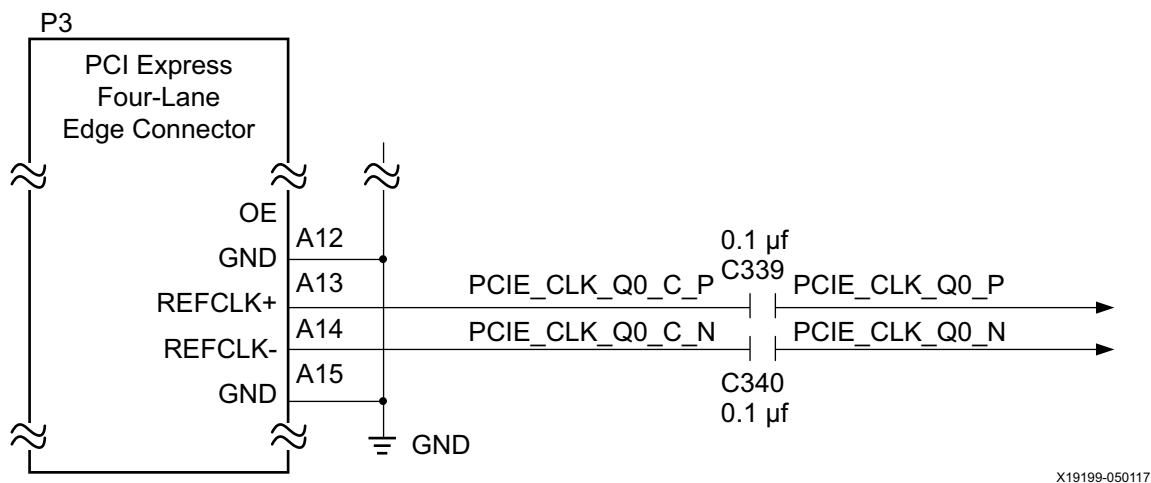 P3
PCI Express
Four-Lane
Edge Connector
OE
A12
GND
A13
REFCLK+
A14
REFCLK-
A15
GND
GND
0.1 µf
C339
PCIE_CLK_Q0_C_P
PCIE_CLK_Q0_P
PCIE_CLK_Q0_C_N
PCIE_CLK_Q0_N
C340
0.1 µf
X19199-050117